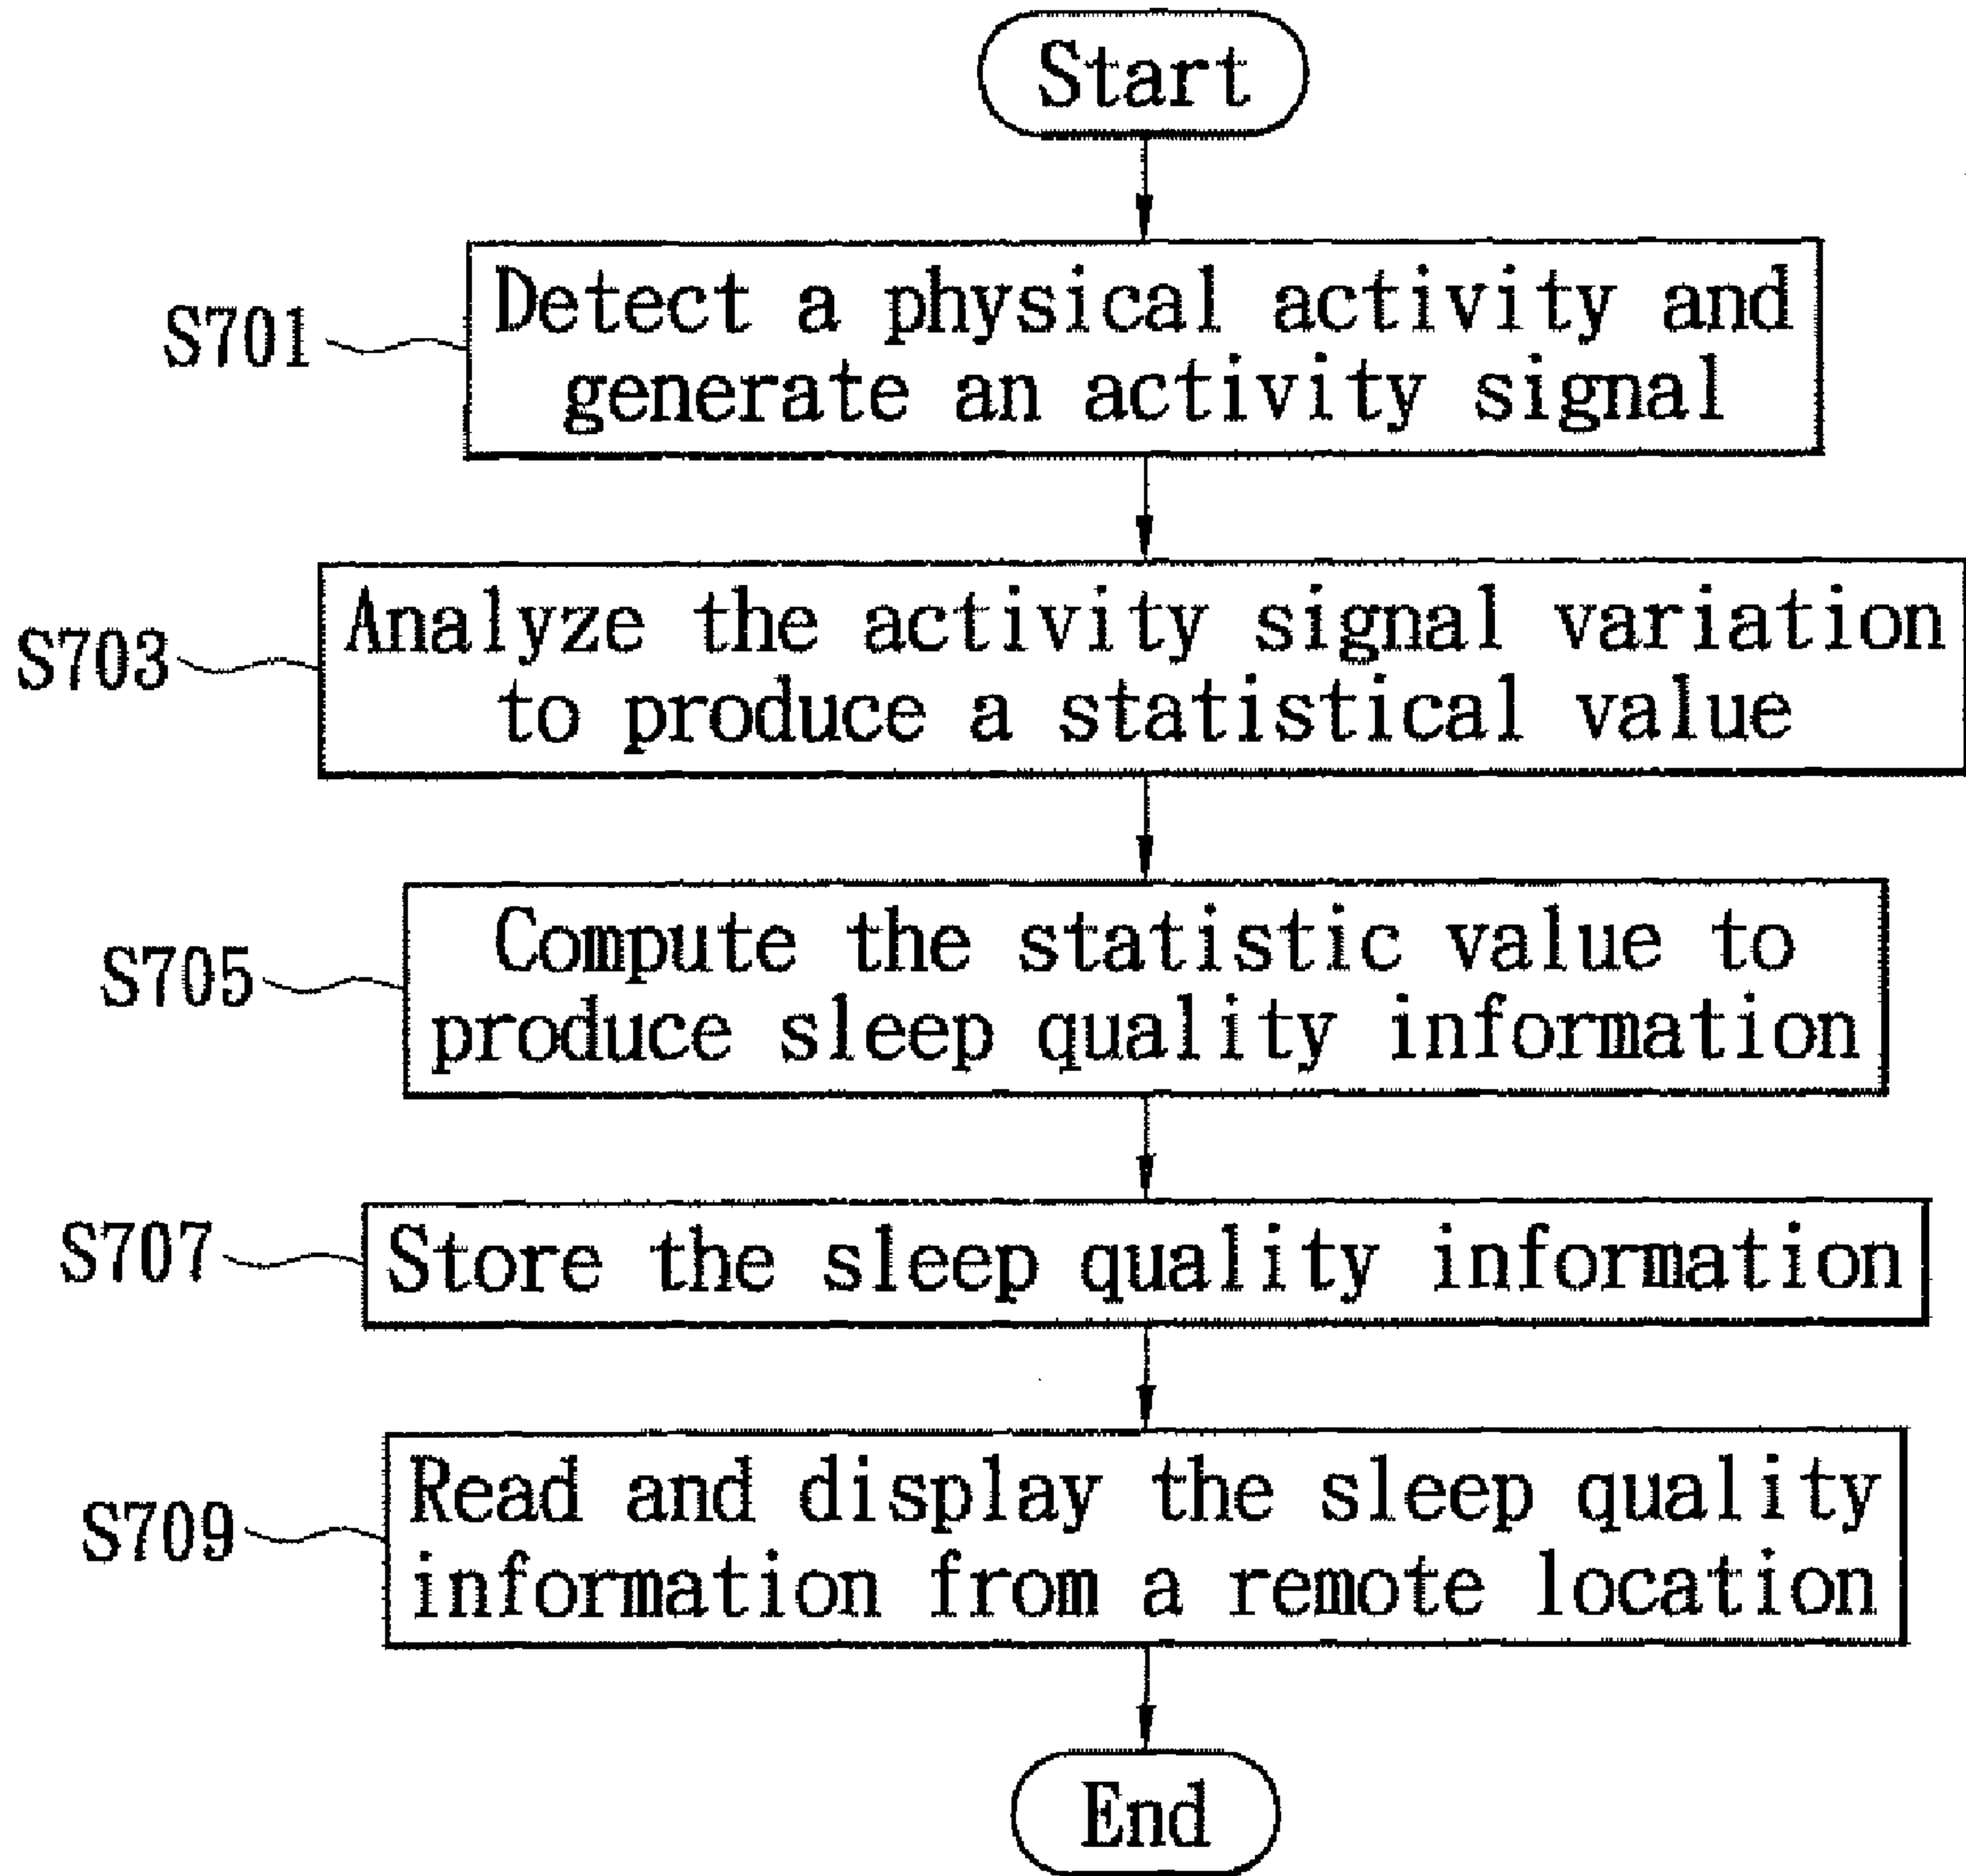 Start
S701
Detect a physical activity and
generate an activity signal
S703
Analyze the activity signal variation
to produce a statistical value
S705
Compute the statistic value to
produce sleep quality information
S707
Store the sleep quality information
S709
Read and display the sleep quality
information from a remote location
End